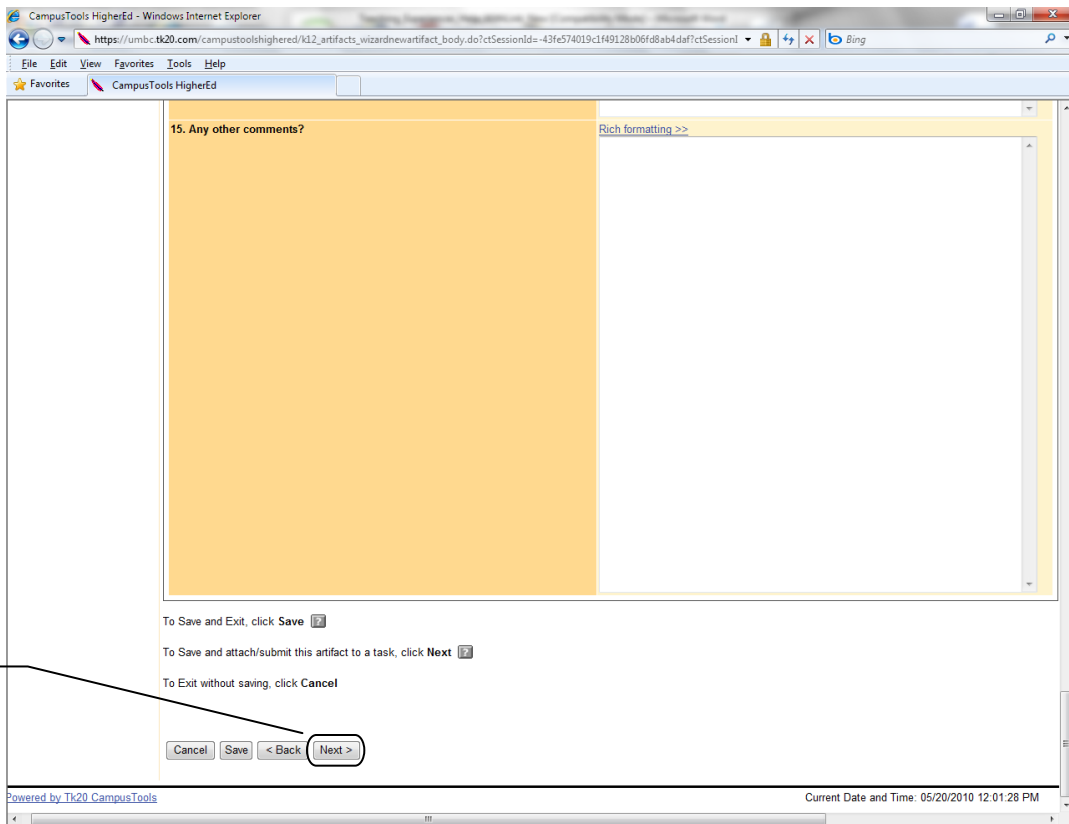 CampusTools HigherEd - Windows Internet Explorer
https://umbc.tk20.com/campustoolshighered/k12_artifacts_wizardnewartifact_body.do?ctSessionId=-43fe574019c1f49128b06fd8ab4daf?ctSessionI
Bing
File Edit View Favorites Tools Help
Favorites CampusTools HigherEd
15. Any other comments? Rich formatting >>
To Save and Exit, click Save ?
To Save and attach/submit this artifact to a task, click Next ?
To Exit without saving, click Cancel
Cancel Save < Back Next >
Powered by Tk20 CampusTools Current Date and Time: 05/20/2010 12:01:28 PM